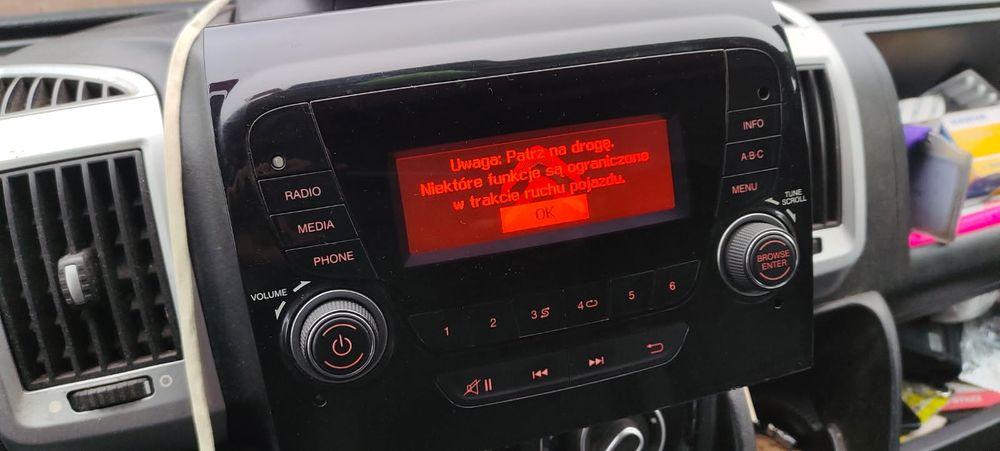 Uwaga: Patrz na drogę.
Niektóre funkcje są ograniczone
w trakcie ruchu pojazdu.
OK
RADIO
MEDIA
PHONE
VOLUME
INFO
A·B·C
MENU
TUNE
SCROLL
BROWSE
ENTER
1
2
3
4
5
6